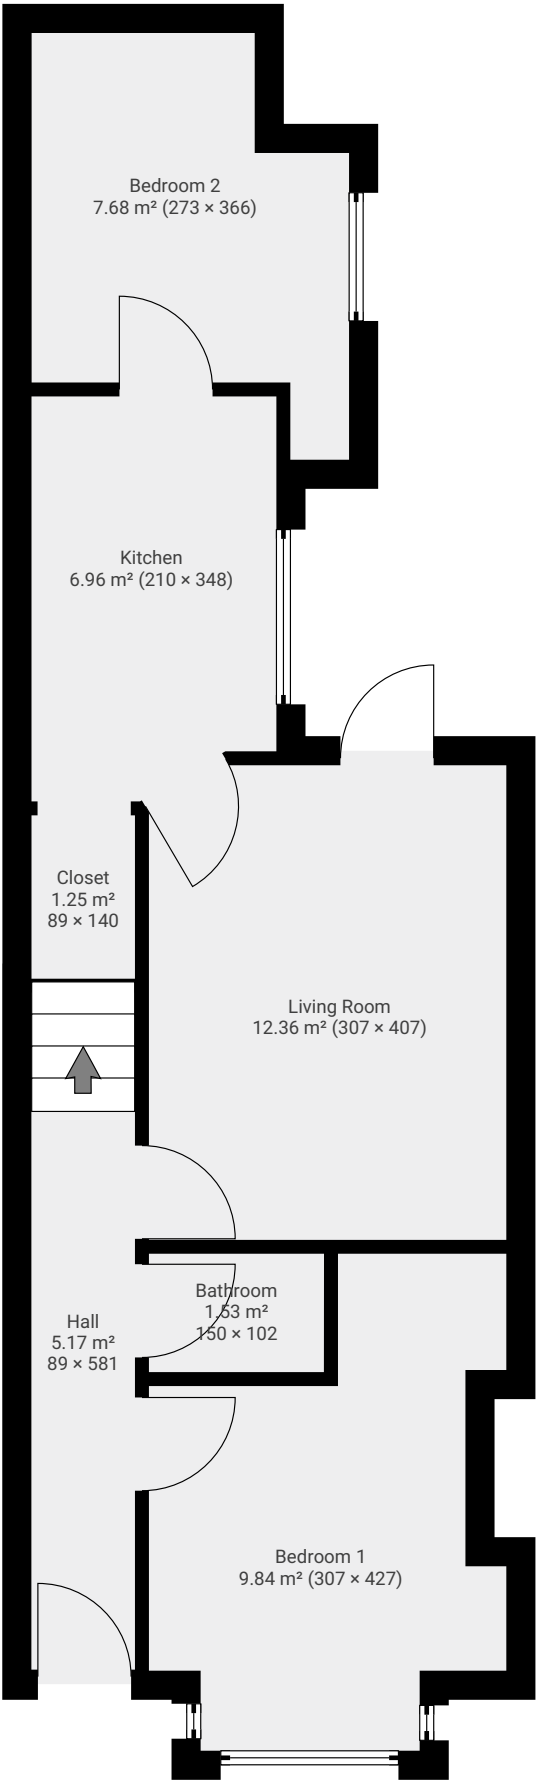 Bedroom 2
7.68 m² (273 × 366)
Kitchen
6.96 m² (210 × 348)
Closet
1.25 m²
89 × 140
Living Room
12.36 m² (307 × 407)
Bathroom
1.53 m²
150 × 102
Hall
5.17 m²
89 × 581
Bedroom 1
9.84 m² (307 × 427)